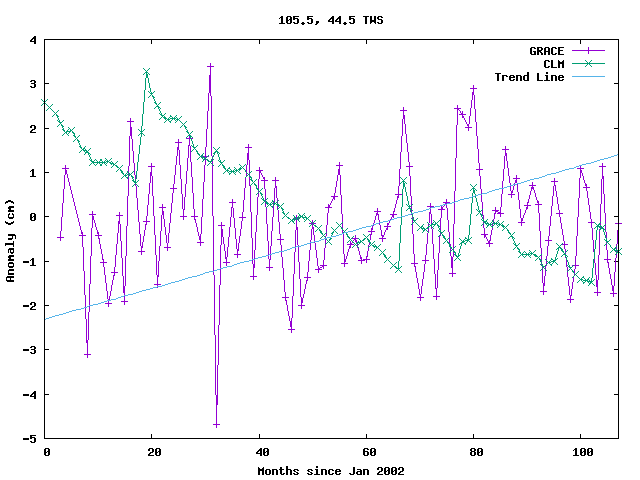 105.5, 44.5 TWS
GRACE
CLM
Trend Line
4
3
2
1
0
-1
-2
-3
-4
-5
Anomaly (cm)
0 20 40 60 80 100
Months since Jan 2002